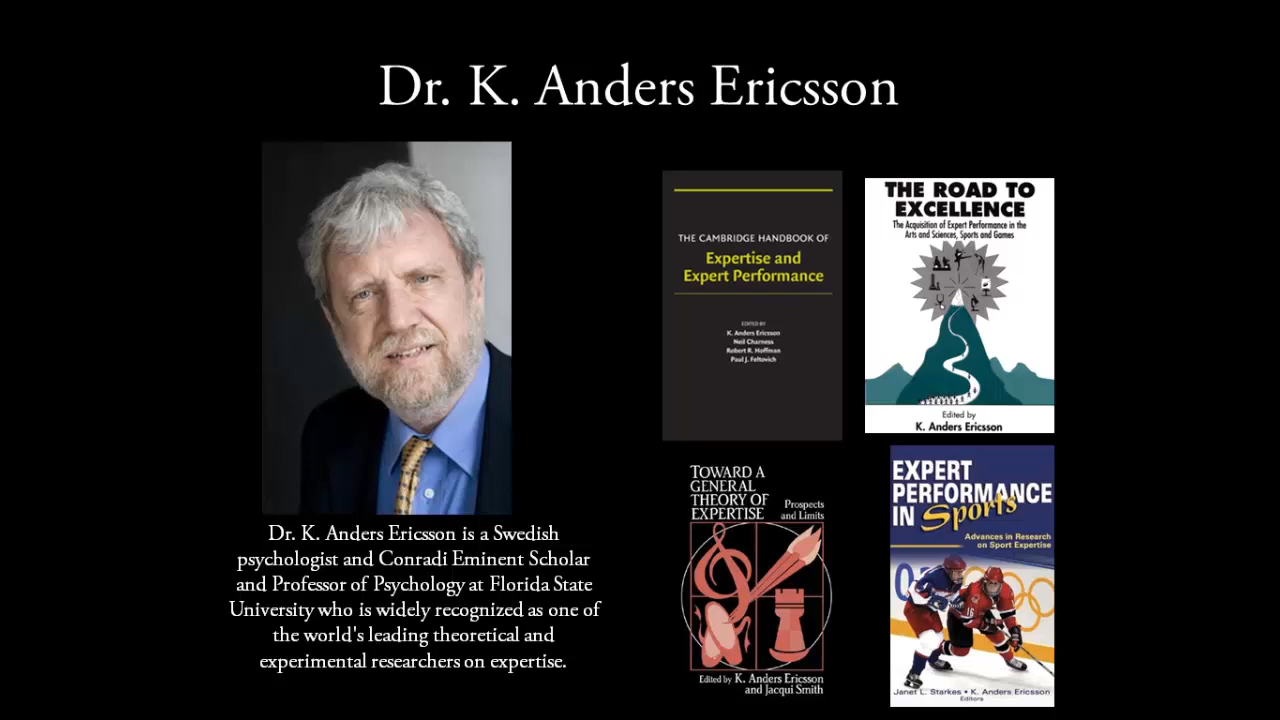 Dr. K. Anders Ericsson
Dr. K. Anders Ericsson is a Swedish
psychologist and Conradi Eminent Scholar
and Professor of Psychology at Florida State
University who is widely recognized as one of
the world's leading theoretical and
experimental researchers on expertise.
THE CAMBRIDGE HANDBOOK OF
Expertise and
Expert Performance
EDITED BY
K. Anders Ericsson
Neil Charness
Robert R. Hoffman
Paul J. Feltovich
THE ROAD TO
EXCELLENCE
The Acquisition of Expert Performance in the
Arts and Sciences, Sports and Games
Edited by
K. Anders Ericsson
TOWARD A
GENERAL
THEORY OF
EXPERTISE
Prospects
and Limits
Edited by K. Anders Ericsson
and Jacqui Smith
EXPERT
PERFORMANCE
IN Sports
Advances in Research
on Sport Expertise
16
Janet L. Starkes • K. Anders Ericsson
Editors